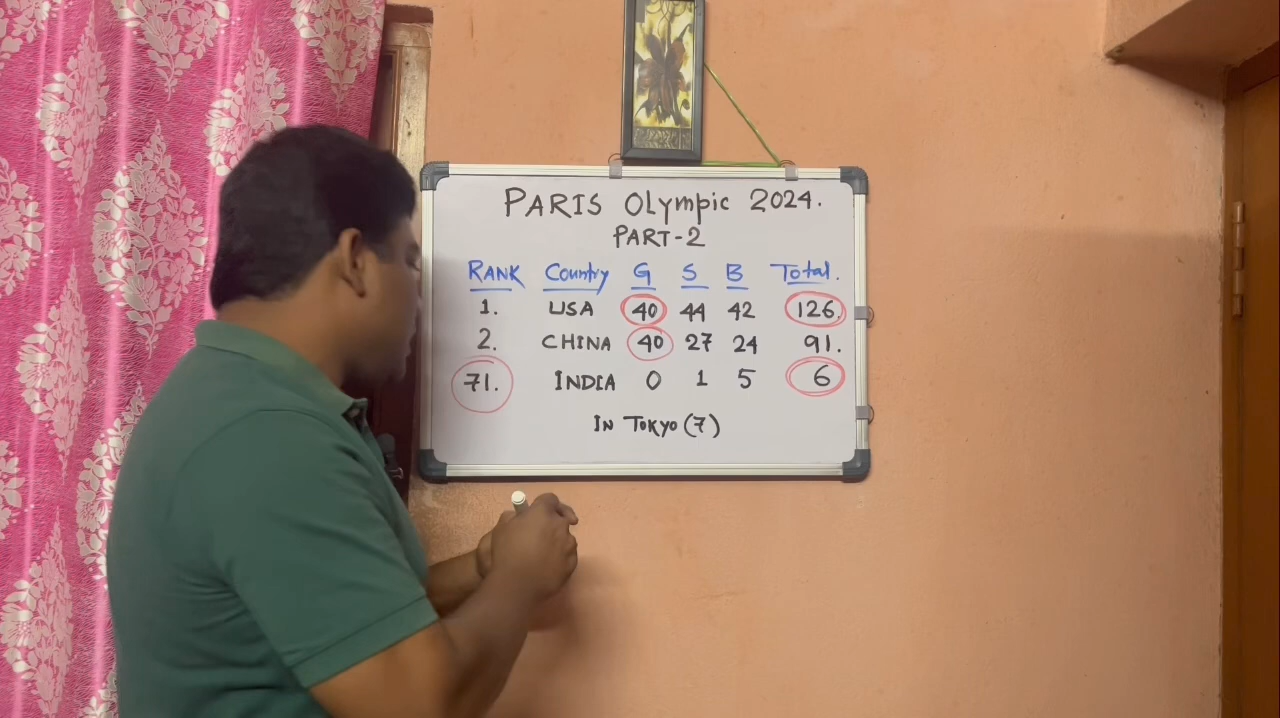 PARIS Olympic 2024.
PART-2
RANK Country G S B Total.
1. USA 40 44 42 126.
2. CHINA 40 27 24 91.
71. INDIA 0 1 5 6
IN TOKYO (7)